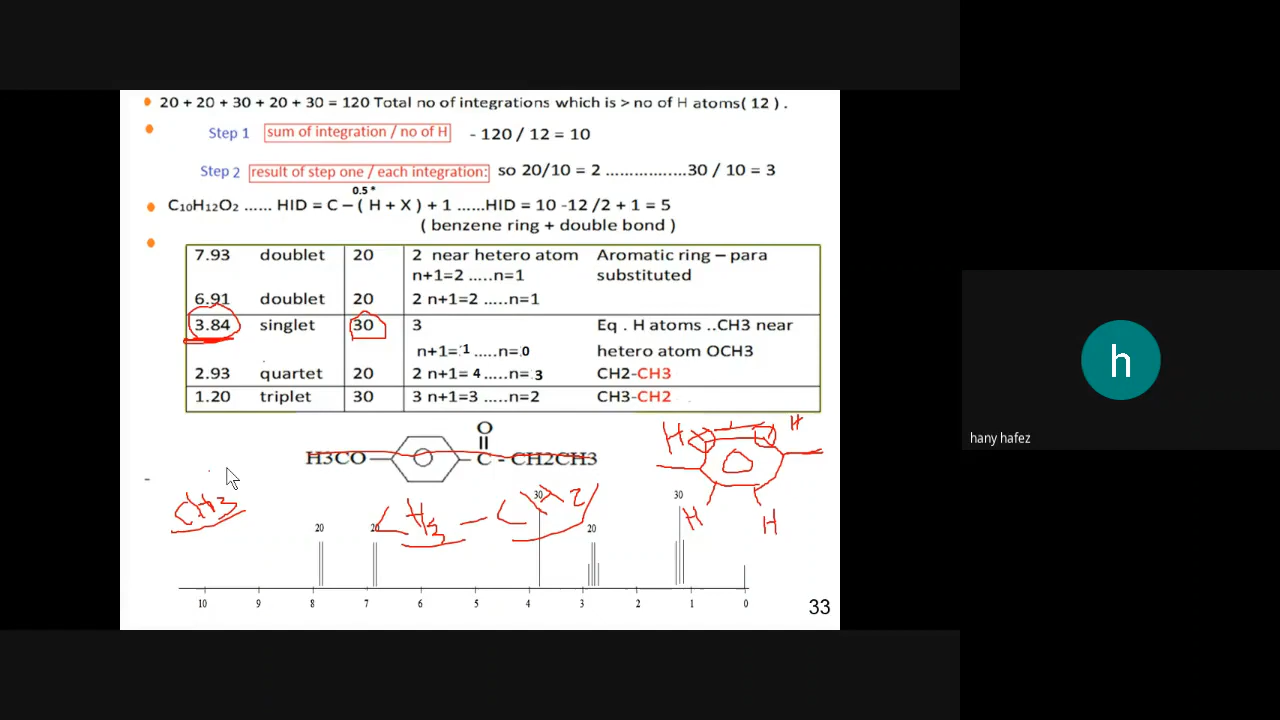 20 + 20 + 30 + 20 + 30 = 120 Total no of integrations which is > no of H atoms( 12 ) .
Step 1 sum of integration / no of H - 120 / 12 = 10
Step 2 result of step one / each integration: so 20/10 = 2 .................30 / 10 = 3
0.5 *
C₁₀H₁₂O₂ ...... HID = C – ( H + X ) + 1 ......HID = 10 -12 /2 + 1 = 5
( benzene ring + double bond )
7.93 doublet 20 2 near hetero atom Aromatic ring – para
n+1=2 .....n=1 substituted
6.91 doublet 20 2 n+1=2 .....n=1
3.84 singlet 30 3 Eq . H atoms ..CH3 near
n+1= 1 .....n= 0 hetero atom OCH3
2.93 quartet 20 2 n+1= 4 .....n= 3 CH2-CH3
1.20 triplet 30 3 n+1=3 .....n=2 CH3-CH2
O
H3CO C - CH2CH3
H H
H H
CH3
CH3 - CH2
20 20 30 20 30
10 9 8 7 6 5 4 3 2 1 0
33
h
hany hafez